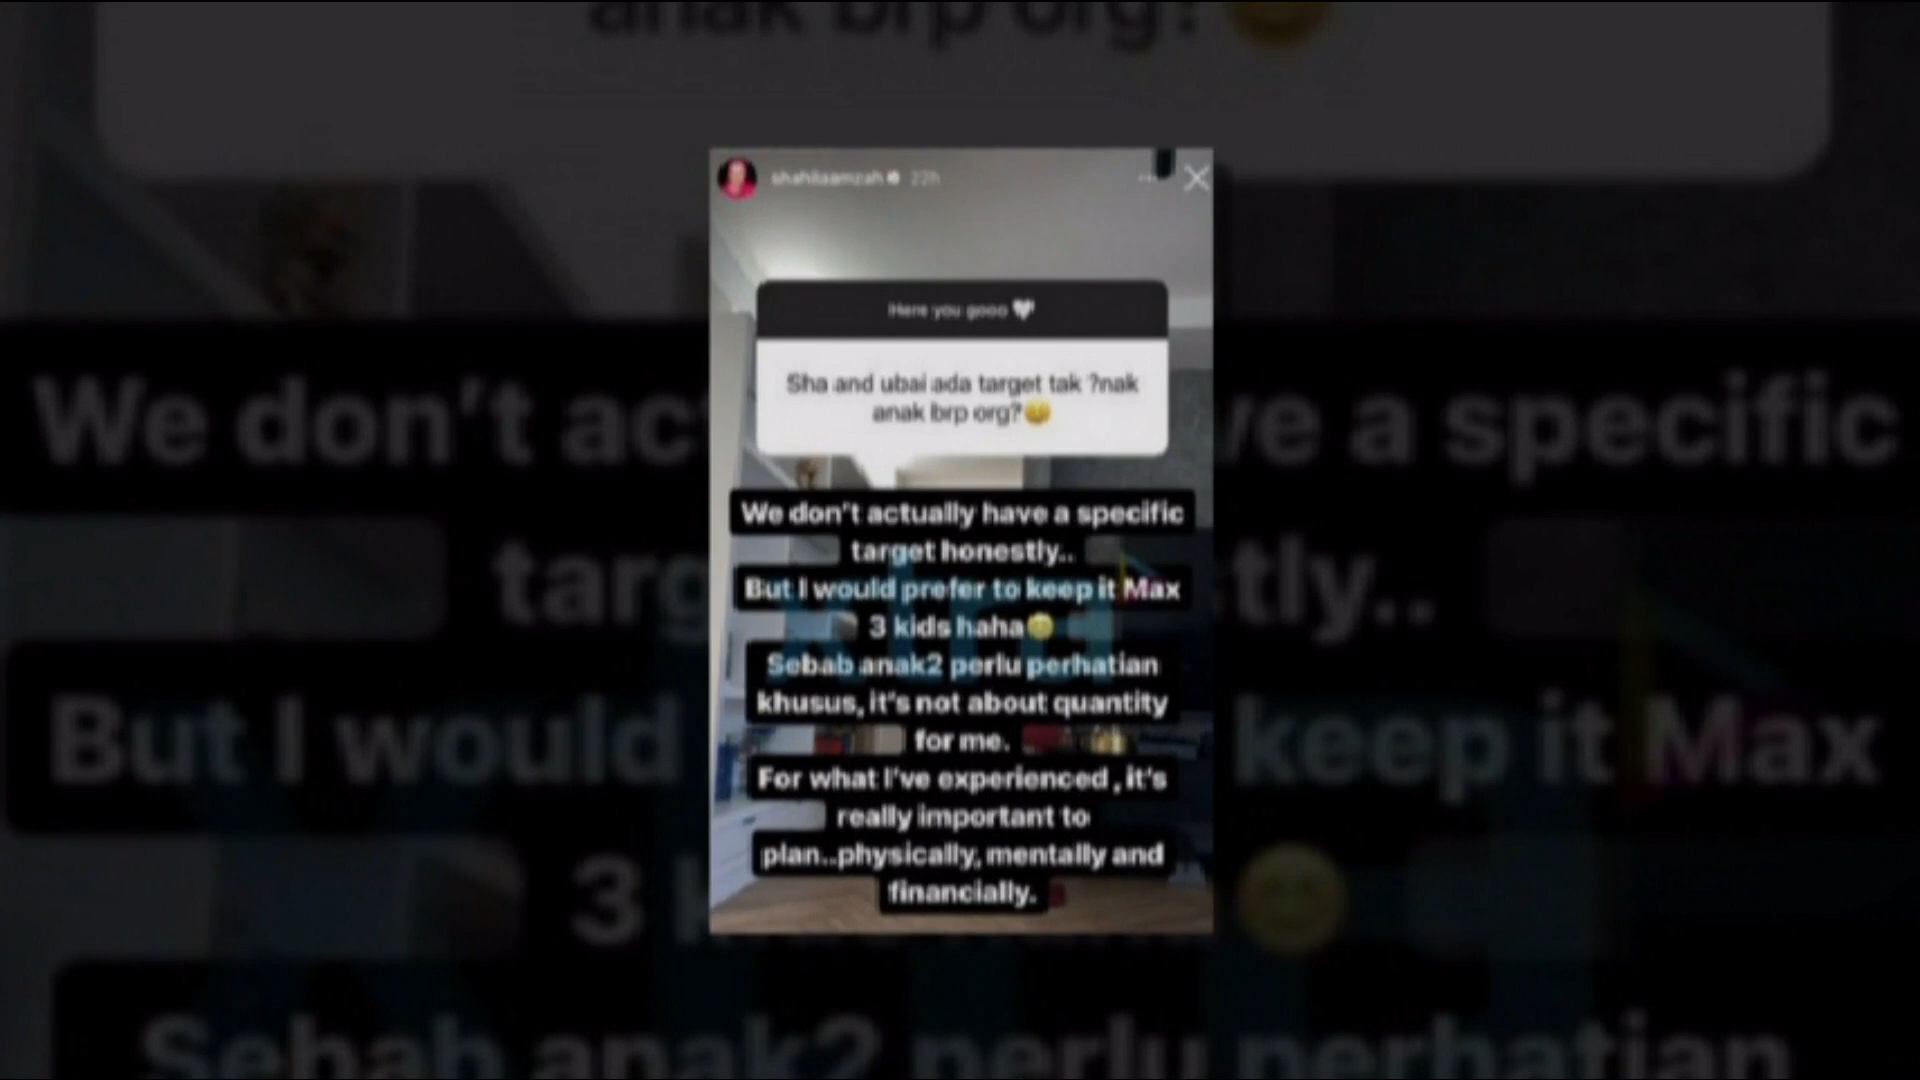 shahilaamzah 22h
Here you gooo 🤍
Sha and ubai ada target tak ?nak
anak brp org?😊
We don't actually have a specific
target honestly..
But I would prefer to keep it Max
3 kids haha😊
Sebab anak2 perlu perhatian
khusus, it's not about quantity
for me.
For what I've experienced , it's
really important to
plan..physically, mentally and
financially.